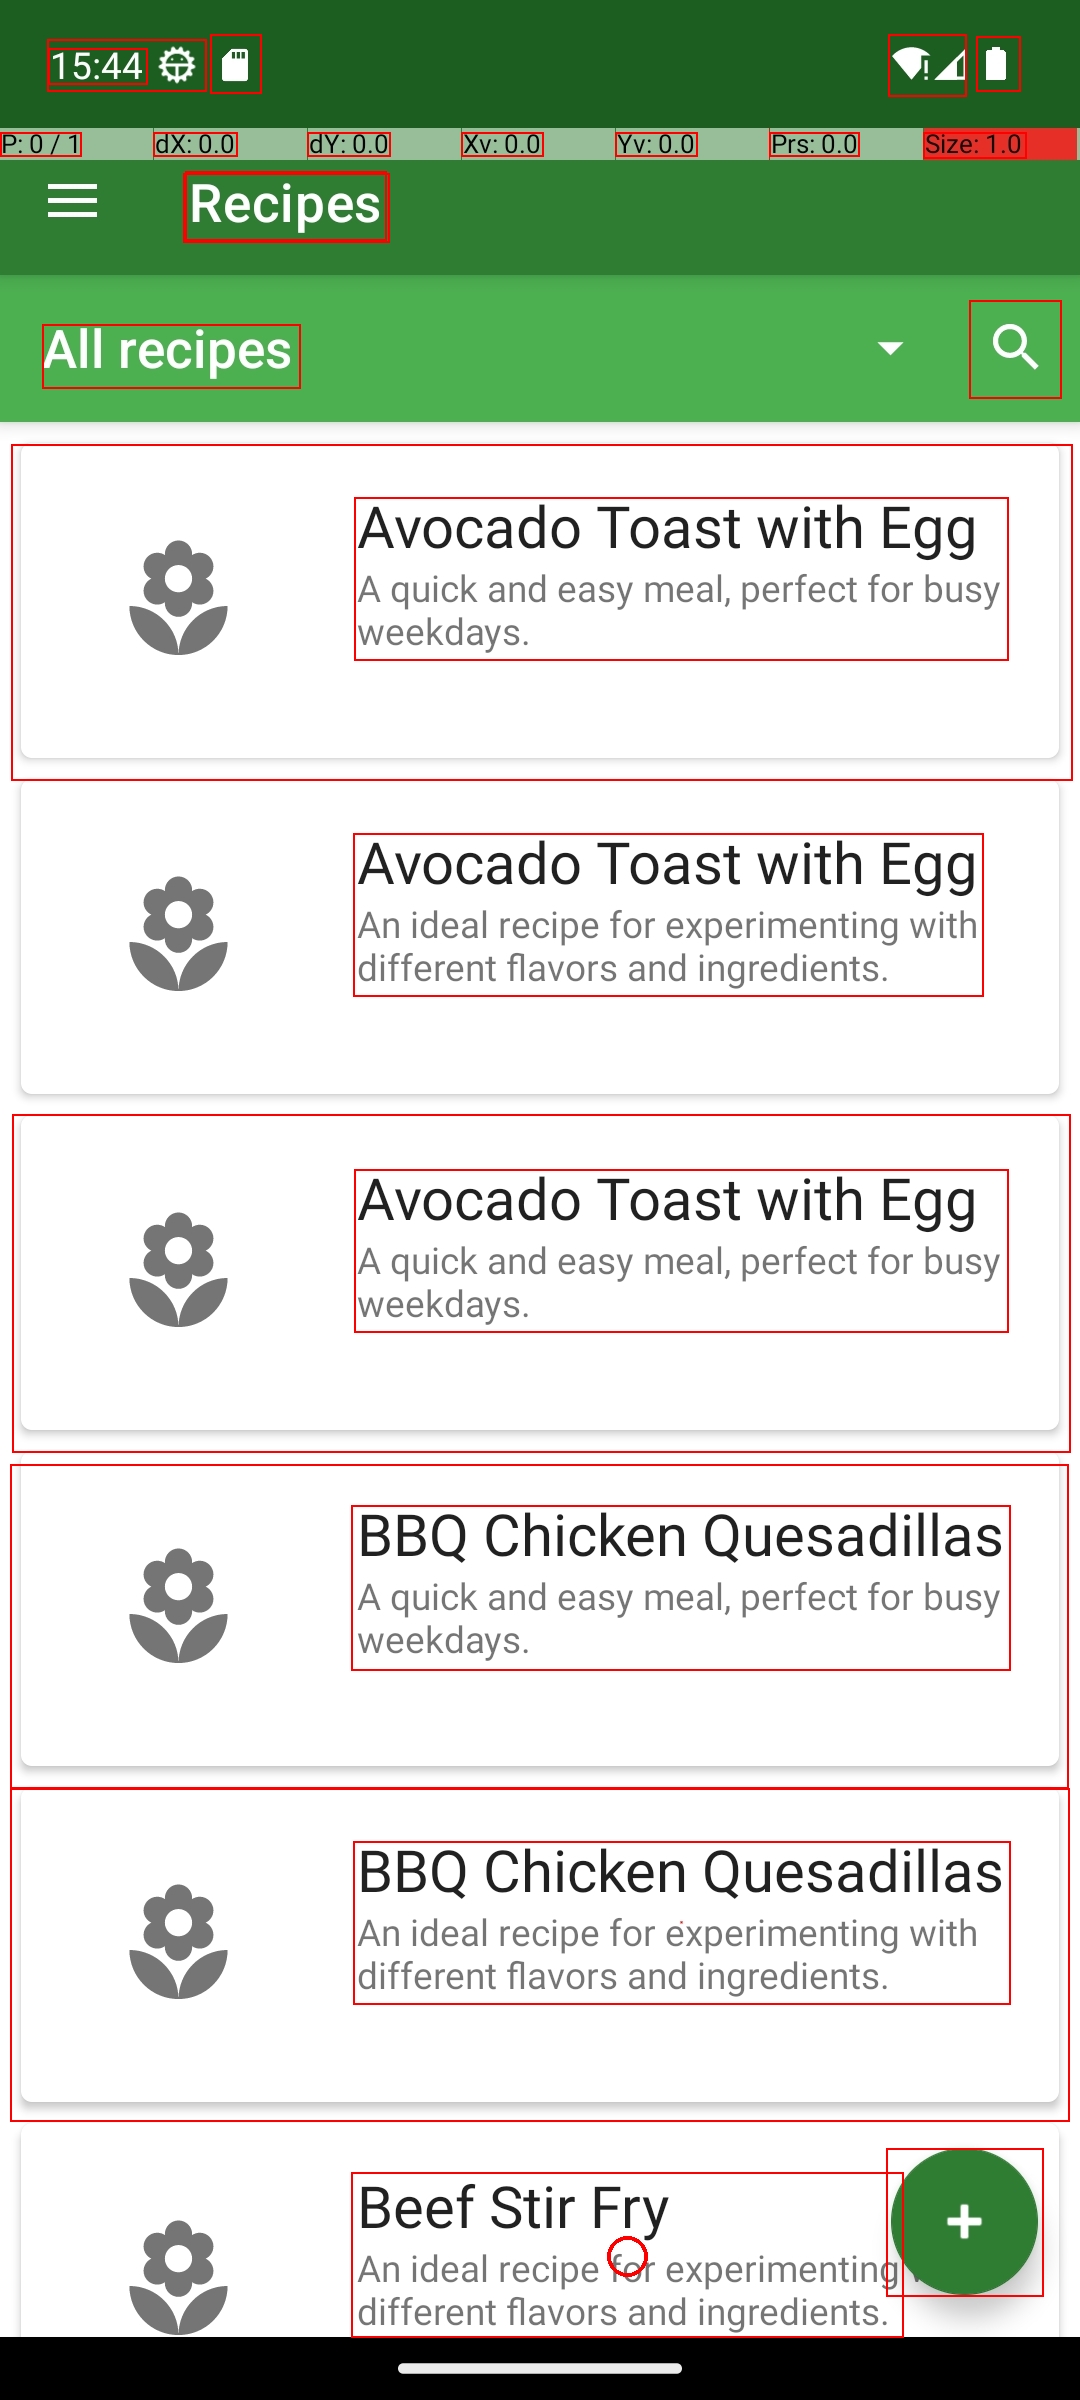 15:44
P: 0 / 1 dX: 0.0 dY: 0.0 Xv: 0.0 Yv: 0.0 Prs: 0.0 Size: 1.0
Recipes
All recipes
Avocado Toast with Egg
A quick and easy meal, perfect for busy
weekdays.
Avocado Toast with Egg
An ideal recipe for experimenting with
different flavors and ingredients.
Avocado Toast with Egg
A quick and easy meal, perfect for busy
weekdays.
BBQ Chicken Quesadillas
A quick and easy meal, perfect for busy
weekdays.
BBQ Chicken Quesadillas
An ideal recipe for experimenting with
different flavors and ingredients.
Beef Stir Fry
An ideal recipe for experimenting
different flavors and ingredients.